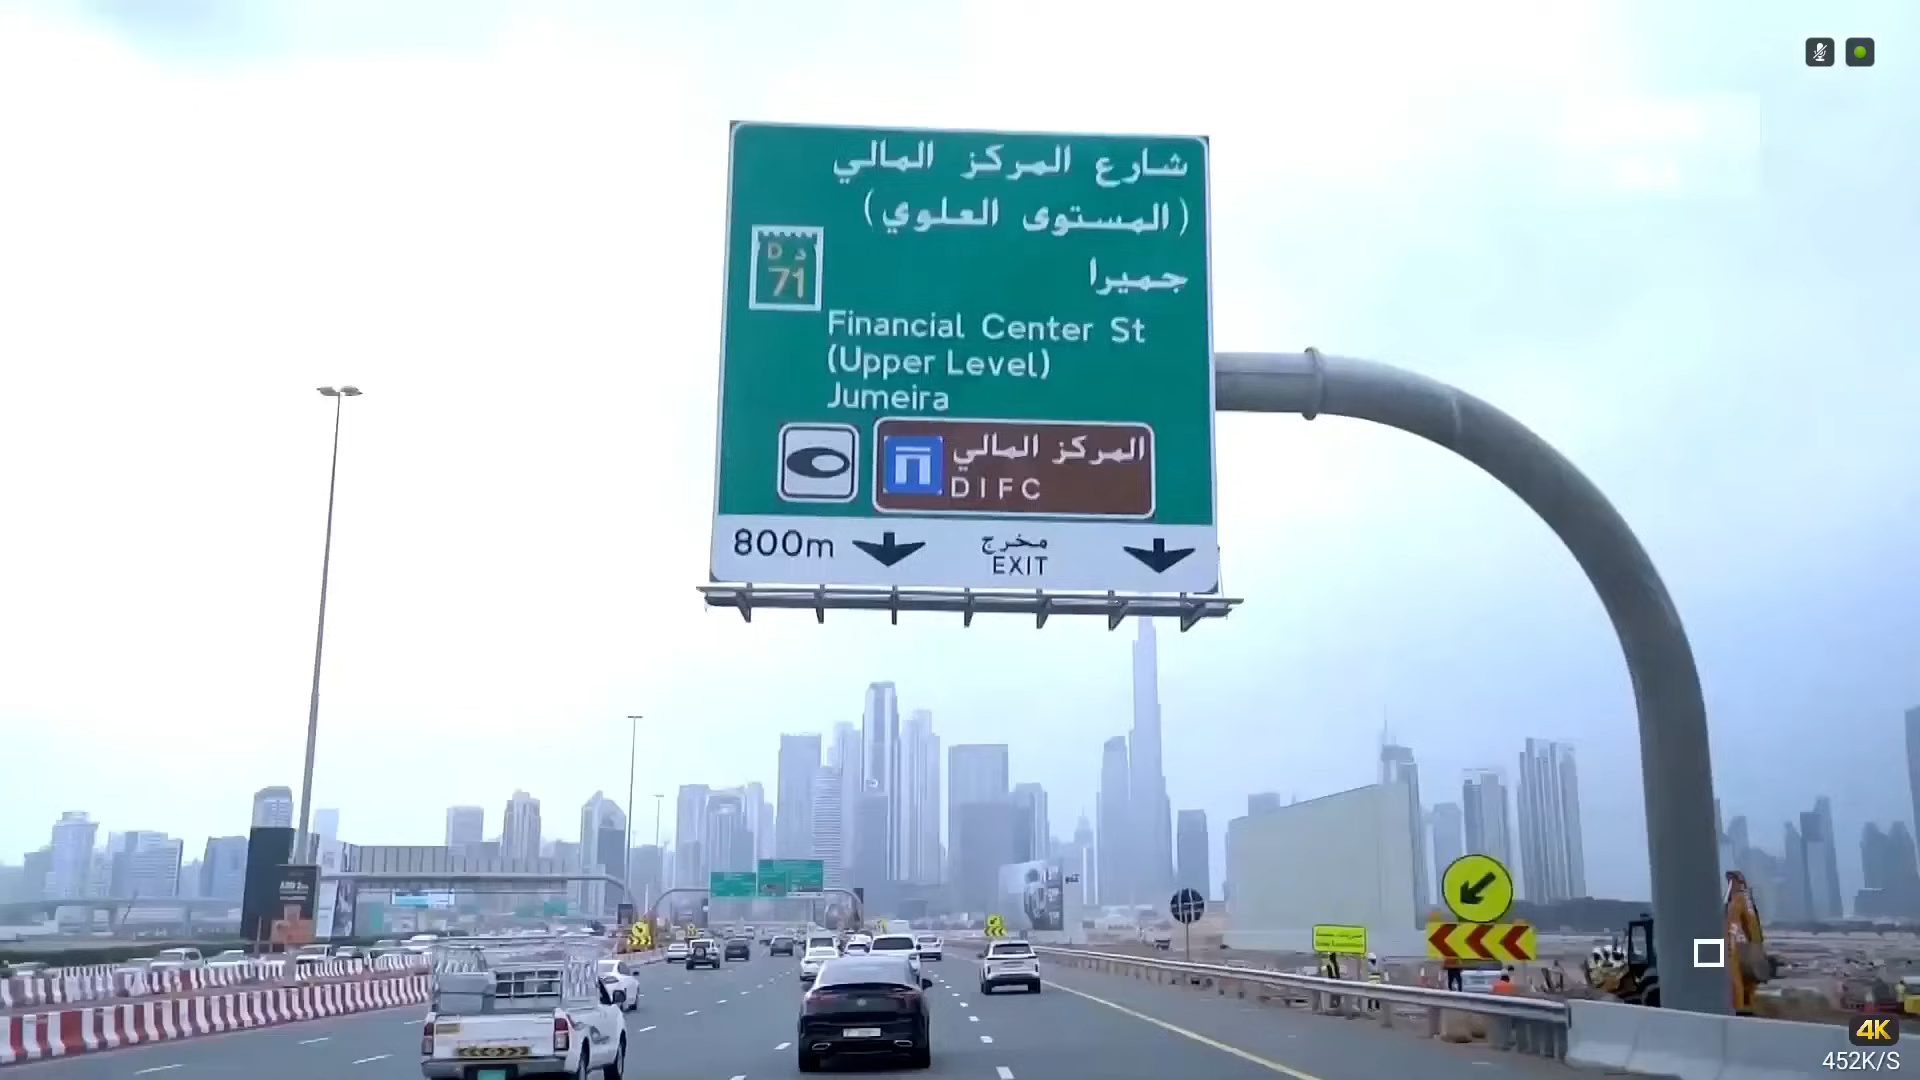 شارع المركز المالي
(المستوى العلوي)
جميرا
D د
71
Financial Center St
(Upper Level)
Jumeira
المركز المالي
DIFC
800m
مخرج
EXIT
4K
452K/S